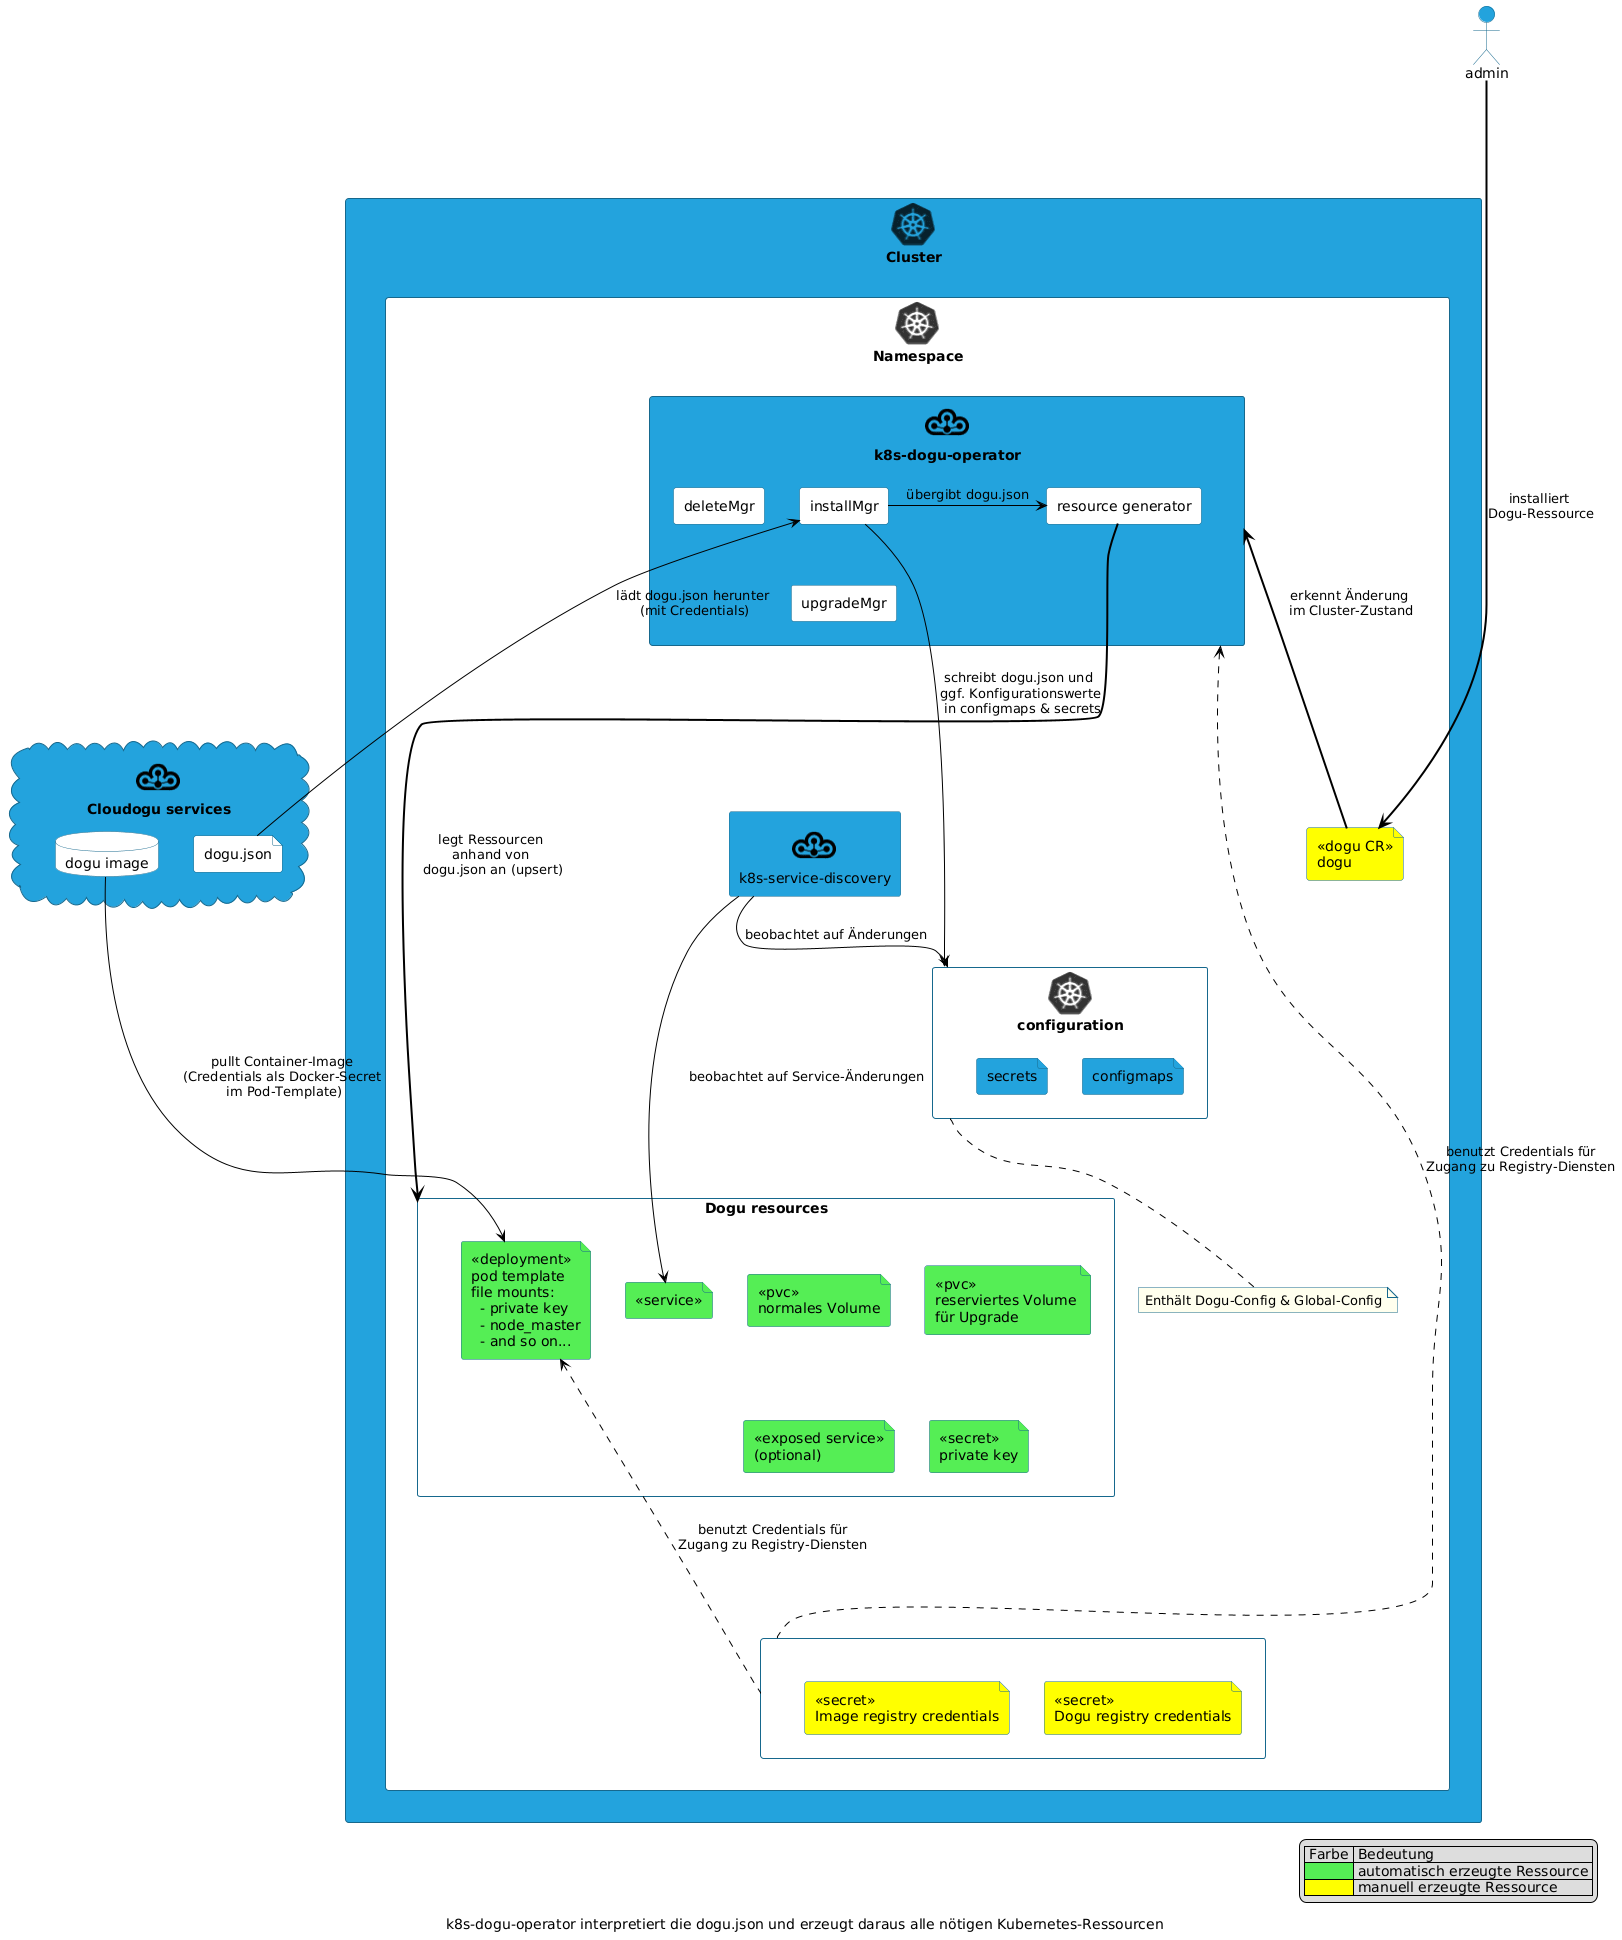 admin
Cluster
Namespace
k8s-dogu-operator
deleteMgr
installMgr
übergibt dogu.json
resource generator
installiert
Dogu-Ressource
lädt dogu.json herunter
(mit Credentials)
upgradeMgr
erkennt Änderung
im Cluster-Zustand
schreibt dogu.json und
ggf. Konfigurationswerte
in configmaps & secrets
Cloudogu services
dogu image
dogu.json
legt Ressourcen
anhand von
dogu.json an (upsert)
k8s-service-discovery
«dogu CR»
dogu
beobachtet auf Änderungen
configuration
secrets
configmaps
pullt Container-Image
(Credentials als Docker-Secret
im Pod-Template)
beobachtet auf Service-Änderungen
benutzt Credentials für
Zugang zu Registry-Diensten
Dogu resources
«deployment»
pod template
file mounts:
- private key
- node_master
- and so on...
«service»
«pvc»
normales Volume
«pvc»
reserviertes Volume
für Upgrade
Enthält Dogu-Config & Global-Config
«exposed service»
(optional)
«secret»
private key
benutzt Credentials für
Zugang zu Registry-Diensten
«secret»
Image registry credentials
«secret»
Dogu registry credentials
Farbe Bedeutung
automatisch erzeugte Ressource
manuell erzeugte Ressource
k8s-dogu-operator interpretiert die dogu.json und erzeugt daraus alle nötigen Kubernetes-Ressourcen